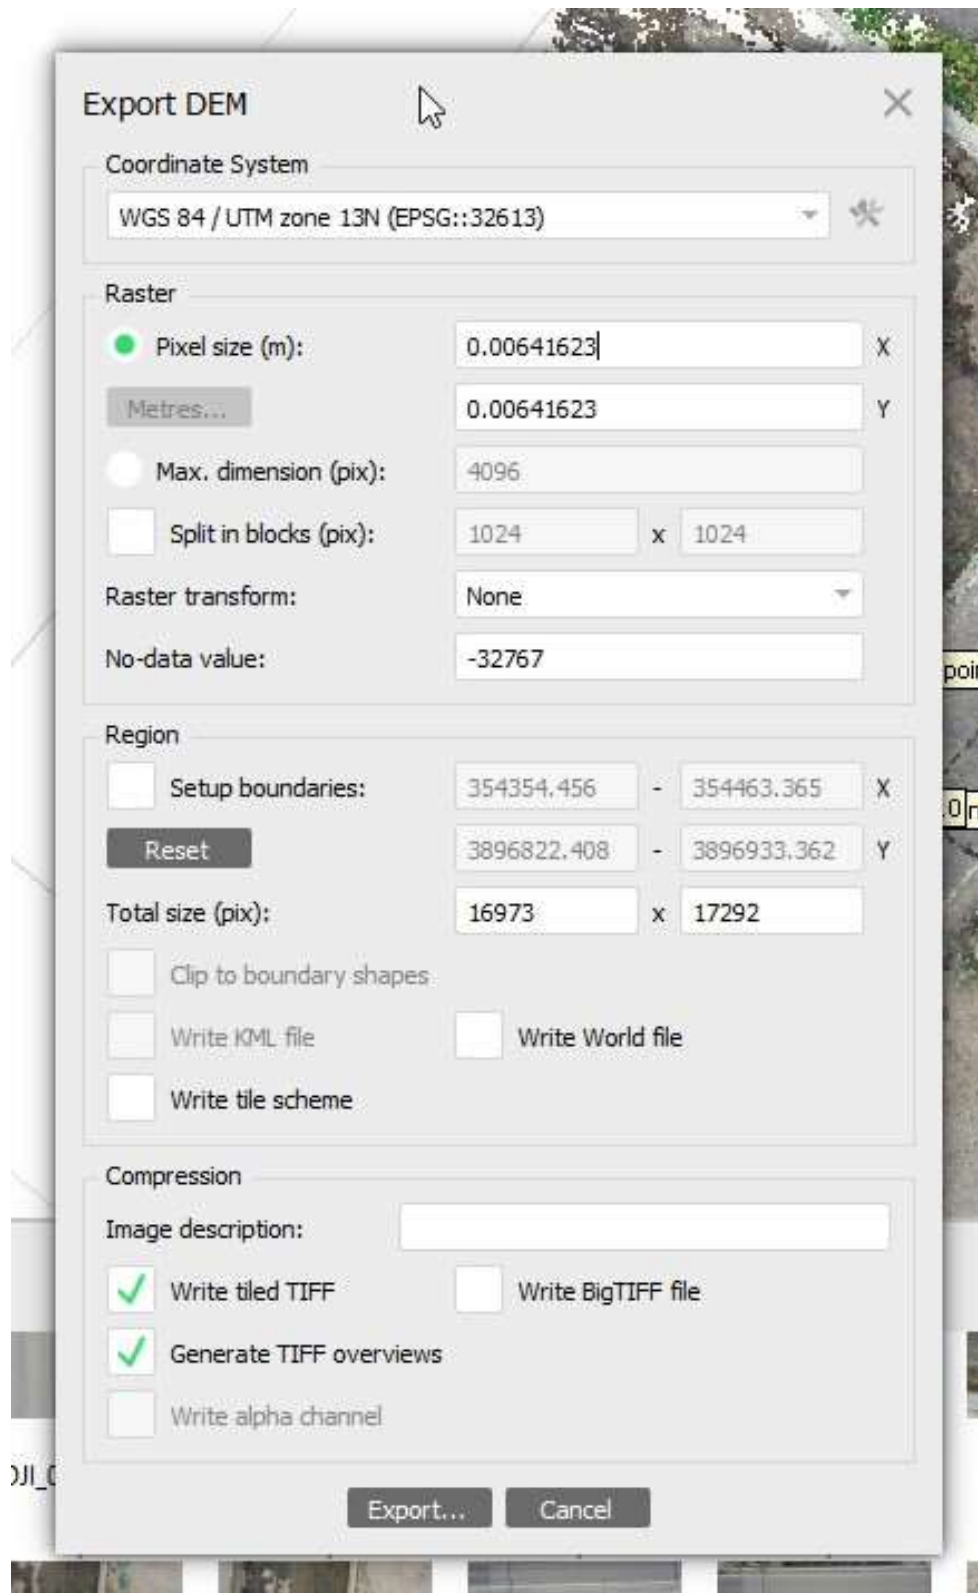 Export DEM
Coordinate System
WGS 84 / UTM zone 13N (EPSG::32613)
Raster
Pixel size (m): 0.00641623 X
Metres... 0.00641623 Y
Max. dimension (pix): 4096
Split in blocks (pix): 1024 x 1024
Raster transform: None
No-data value: -32767
poi
Region
Setup boundaries: 354354.456 - 354463.365 X
Reset 3896822.408 - 3896933.362 Y
Total size (pix): 16973 x 17292
Clip to boundary shapes
Write KML file Write World file
Write tile scheme
Compression
Image description:
Write tiled TIFF Write BigTIFF file
Generate TIFF overviews
Write alpha channel
Export... Cancel